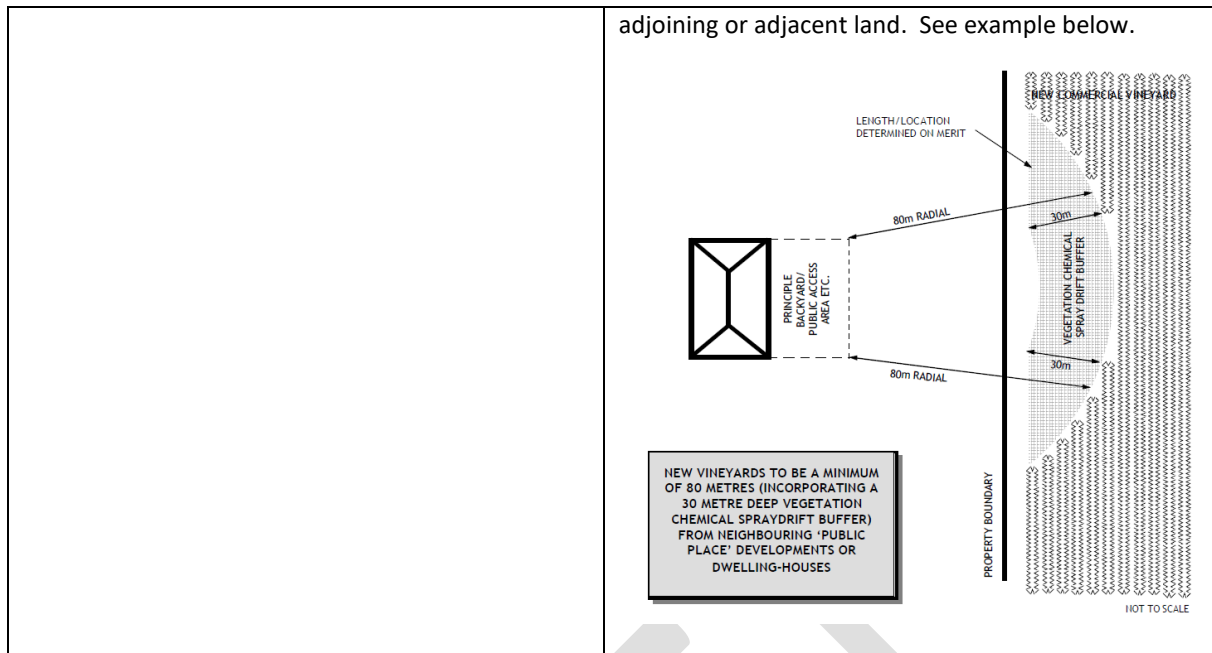 adjoining or adjacent land.  See example below.
NEW COMMERCIAL VINEYARD
LENGTH/LOCATION
DETERMINED ON MERIT
80m RADIAL
30m
PRINCIPLE
BACKYARD/
PUBLIC ACCESS
AREA ETC.
VEGETATION CHEMICAL
SPRAY DRIFT BUFFER
30m
80m RADIAL
NEW VINEYARDS TO BE A MINIMUM
OF 80 METRES (INCORPORATING A
30 METRE DEEP VEGETATION
CHEMICAL SPRAYDRIFT BUFFER)
FROM NEIGHBOURING ‘PUBLIC
PLACE’ DEVELOPMENTS OR
DWELLING-HOUSES
PROPERTY BOUNDARY
NOT TO SCALE